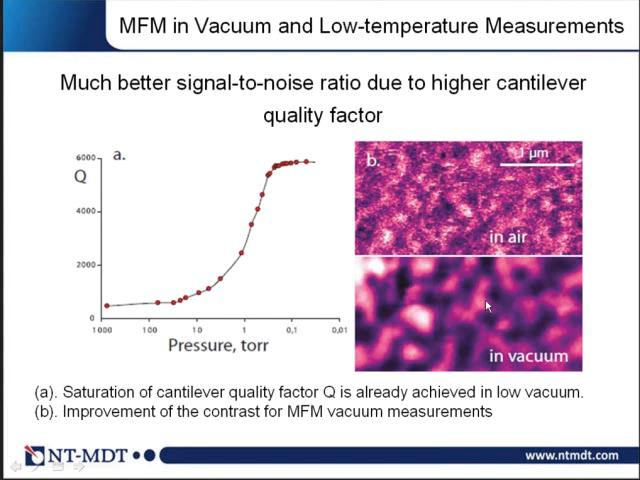 MFM in Vacuum and Low-temperature Measurements
Much better signal-to-noise ratio due to higher cantilever
quality factor
a.
Q
6000
4000
2000
0
1000 100 10 1 0,1 0,01
Pressure, torr
b.
1 μm
in air
in vacuum
(a). Saturation of cantilever quality factor Q is already achieved in low vacuum.
(b). Improvement of the contrast for MFM vacuum measurements
NT-MDT
www.ntmdt.com